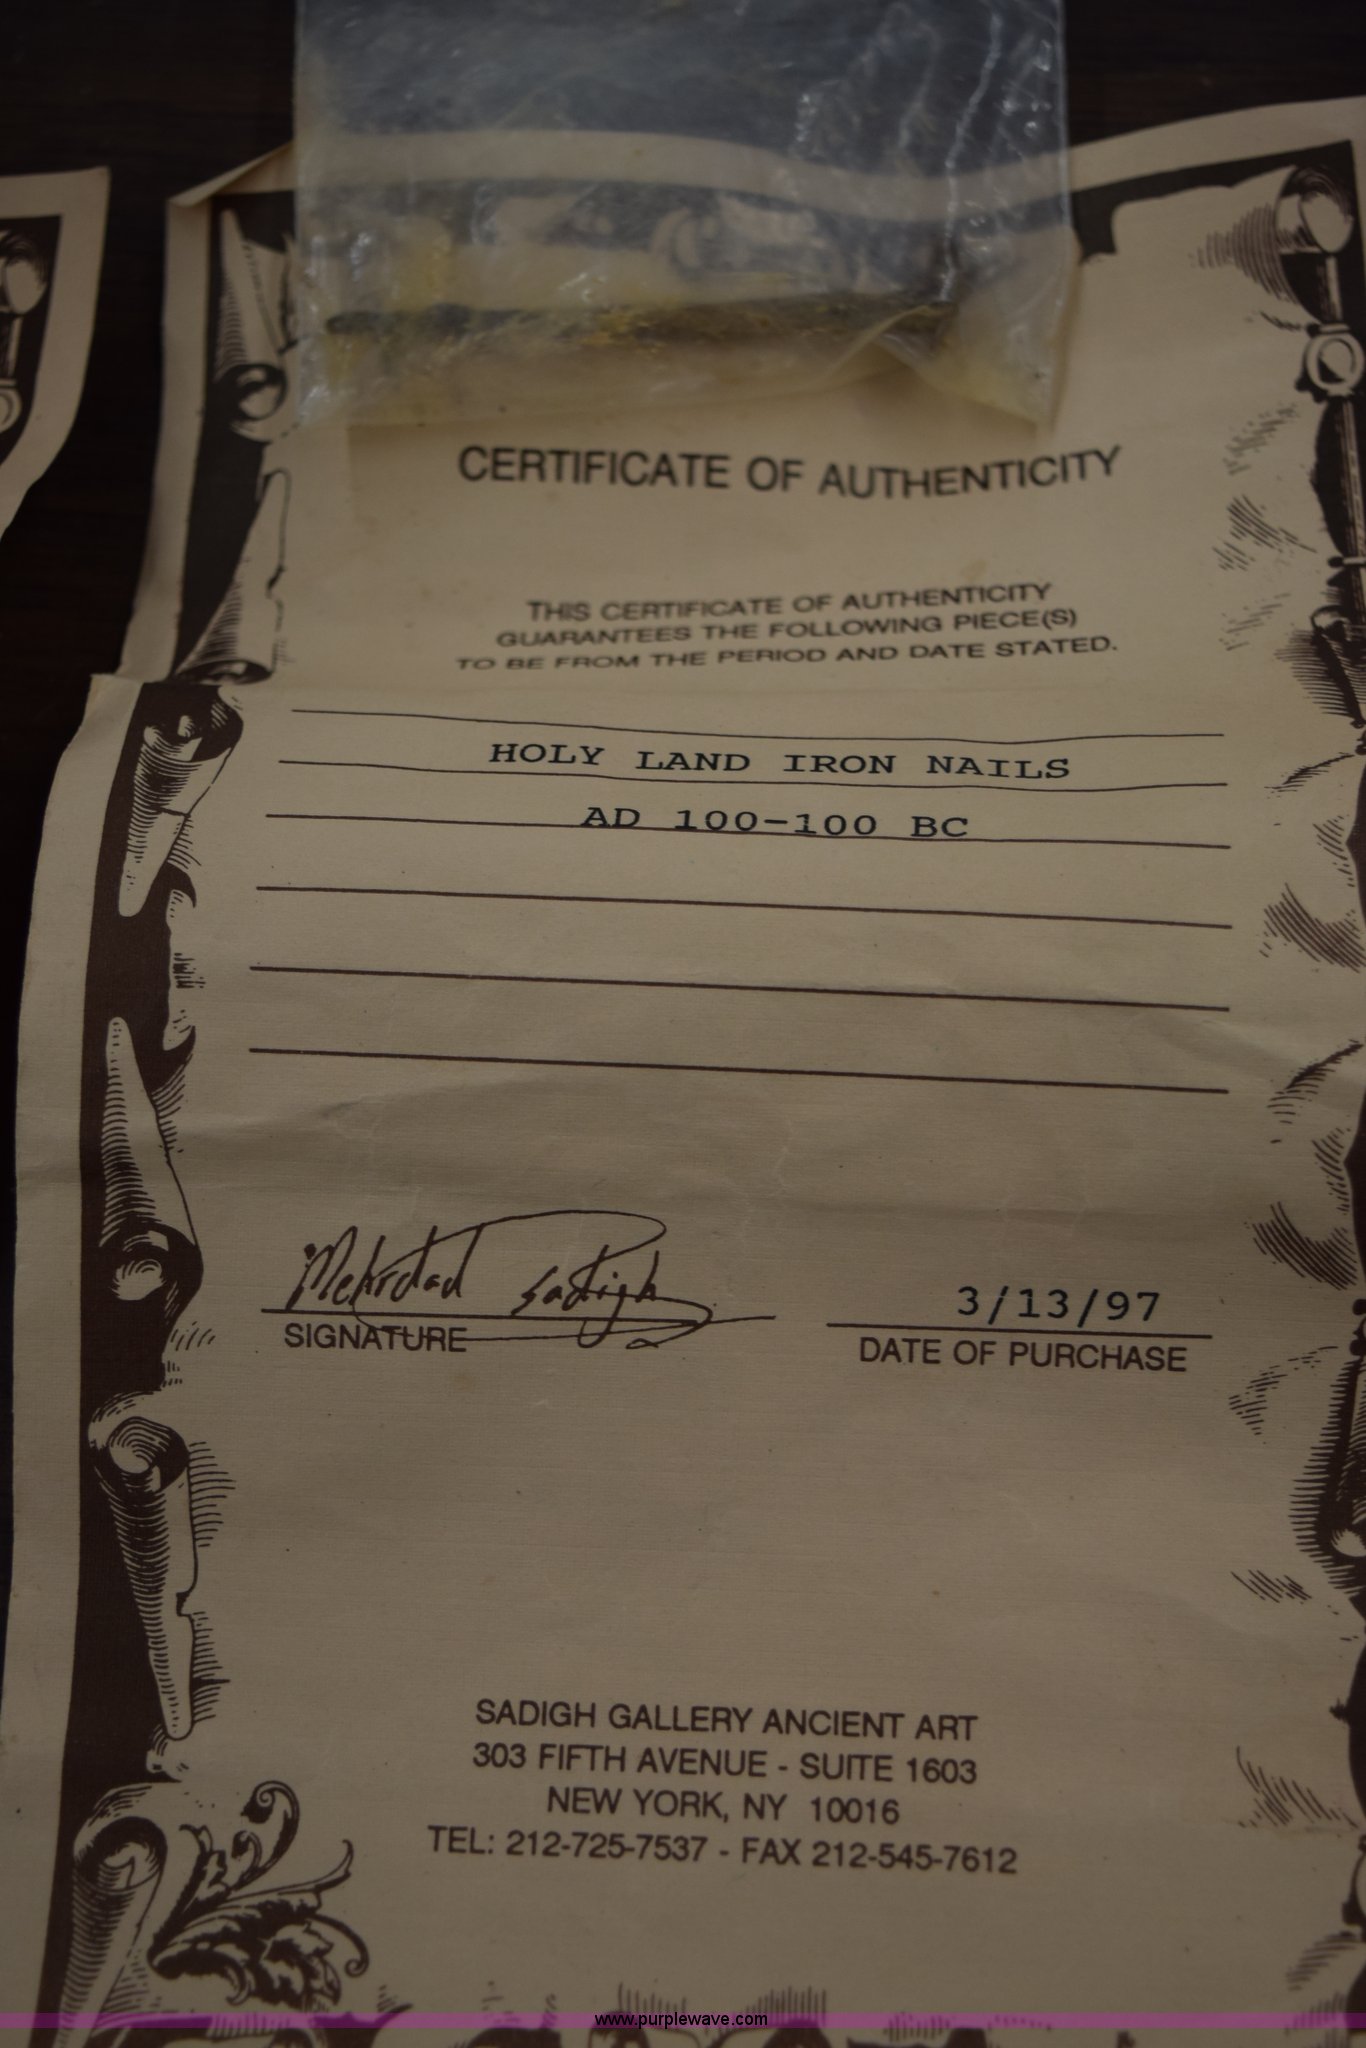 CERTIFICATE OF AUTHENTICITY
THIS CERTIFICATE OF AUTHENTICITY
GUARANTEES THE FOLLOWING PIECE(S)
TO BE FROM THE PERIOD AND DATE STATED.
HOLY LAND IRON NAILS
AD 100-100 BC
Mehrdad Sadigh
3/13/97
SIGNATURE
DATE OF PURCHASE
SADIGH GALLERY ANCIENT ART
303 FIFTH AVENUE - SUITE 1603
NEW YORK, NY 10016
TEL: 212-725-7537 - FAX 212-545-7612
www.purplewave.com